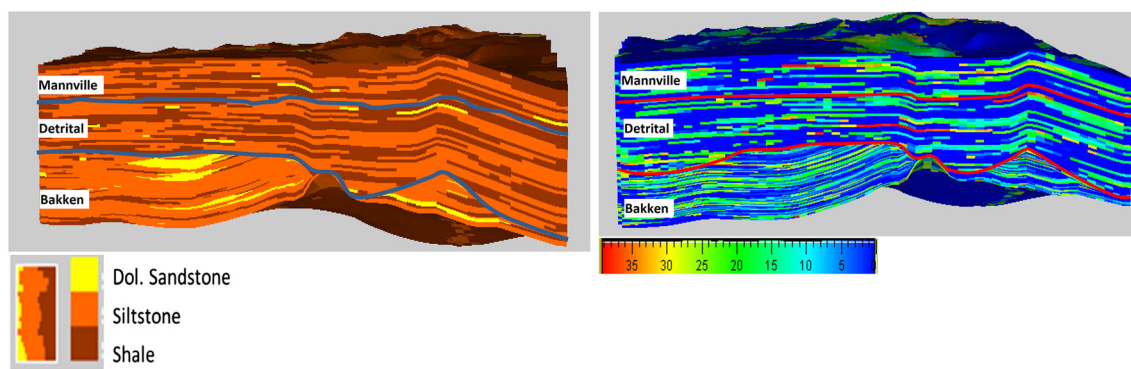 Mannville
Detrital
Bakken
Mannville
Detrital
Bakken
35 30 25 20 15 10 5
Dol. Sandstone
Siltstone
Shale